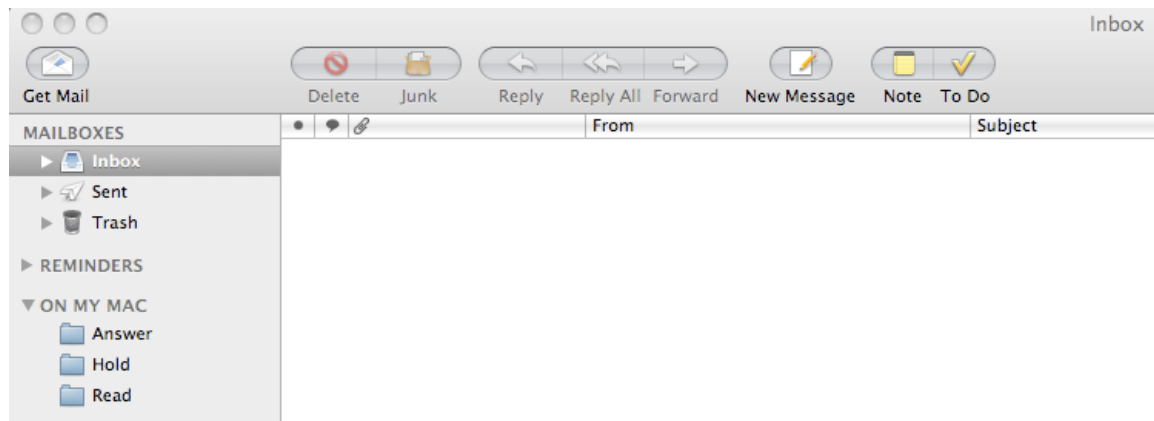 Inbox
Get Mail
Delete Junk Reply Reply All Forward New Message Note To Do
MAILBOXES
From Subject
Inbox
Sent
Trash
REMINDERS
ON MY MAC
Answer
Hold
Read